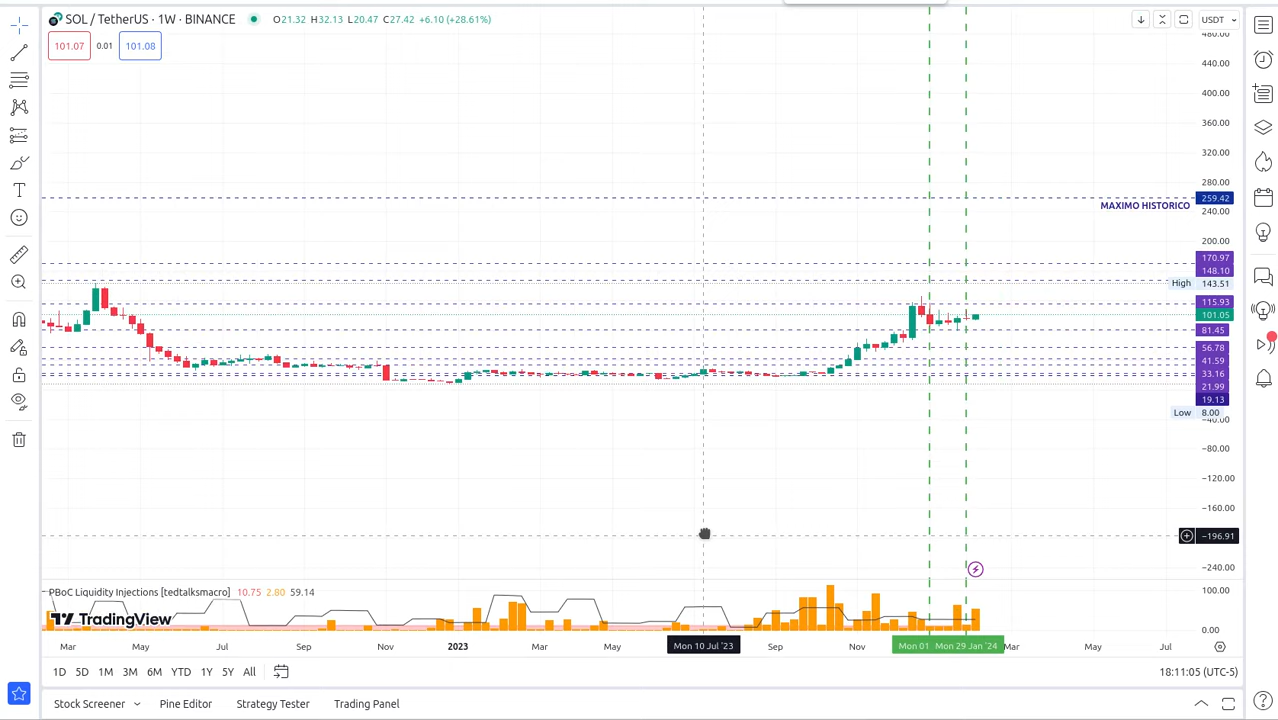 SOL / TetherUS · 1W · BINANCE O21.32 H32.13 L20.47 C27.42 +6.10 (+28.61%)
USDT
101.07 0.01 101.08
480.00
440.00
400.00
360.00
320.00
280.00
259.42
MAXIMO HISTORICO
240.00
200.00
170.97
148.10
High 143.51
115.93
101.05
81.45
56.78
41.59
33.16
21.99
19.13
Low 8.00
−40.00
−80.00
−120.00
−160.00
−196.91
−240.00
PBoC Liquidity Injections [tedtalksmacro] 10.75 2.80 59.14
100.00
TradingView
0.00
Mar May Jul Sep Nov 2023 Mar May Mon 10 Jul '23 Sep Nov Mon 01 Mon 29 Jan '24 Mar May Jul
1D 5D 1M 3M 6M YTD 1Y 5Y All
18:11:05 (UTC-5)
Stock Screener Pine Editor Strategy Tester Trading Panel